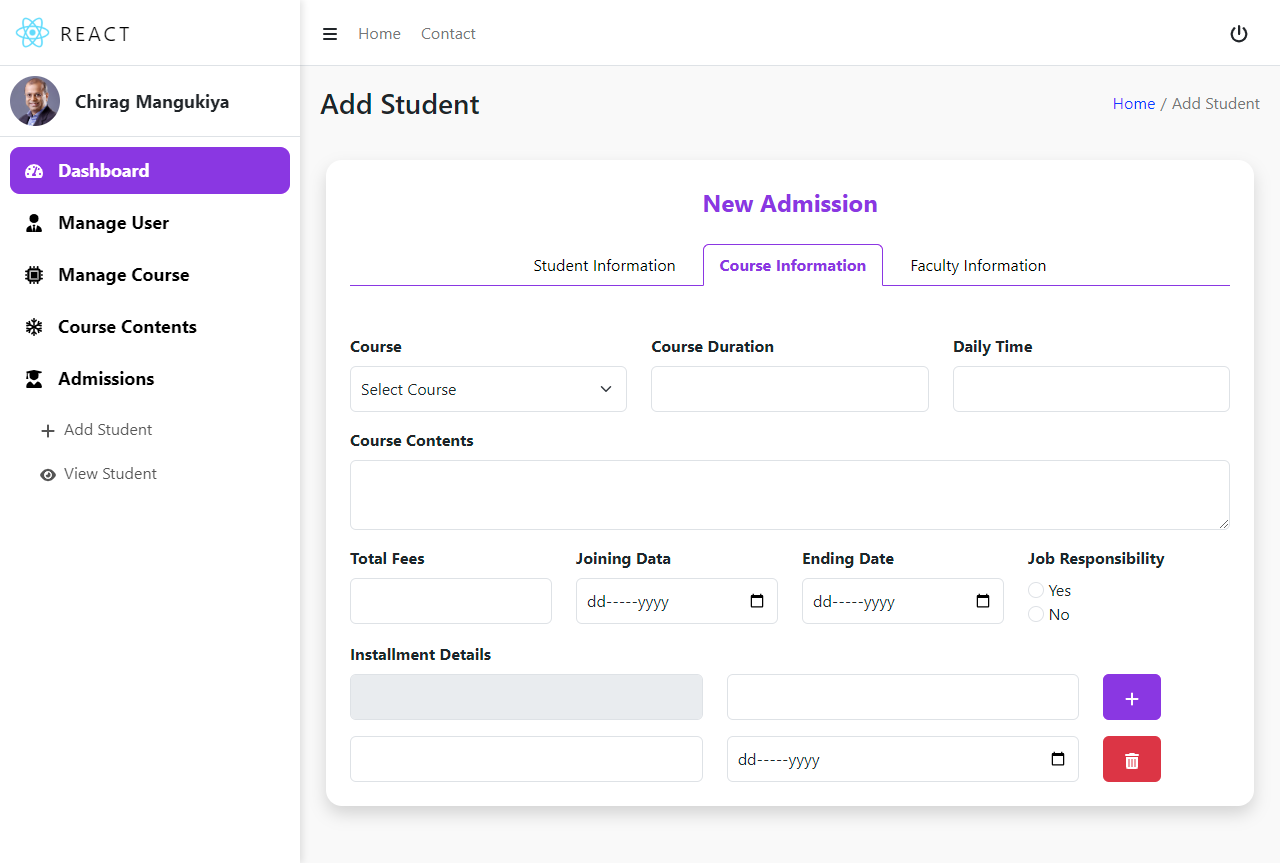 REACT
Home Contact
Chirag Mangukiya
Dashboard
Manage User
Manage Course
Course Contents
Admissions
Add Student
View Student
Add Student
Home / Add Student
New Admission
Student Information Course Information Faculty Information
Course Course Duration Daily Time
Select Course
Course Contents
Total Fees Joining Data Ending Date Job Responsibility
dd-----yyyy dd-----yyyy Yes
No
Installment Details
dd-----yyyy